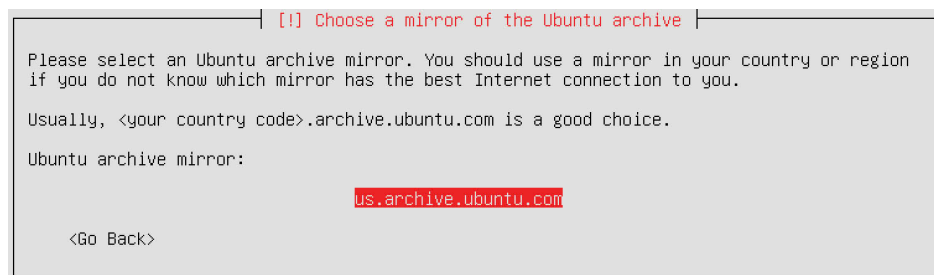 [!] Choose a mirror of the Ubuntu archive
Please select an Ubuntu archive mirror. You should use a mirror in your country or region
if you do not know which mirror has the best Internet connection to you.
Usually, <your country code>.archive.ubuntu.com is a good choice.
Ubuntu archive mirror:
us.archive.ubuntu.com
<Go Back>